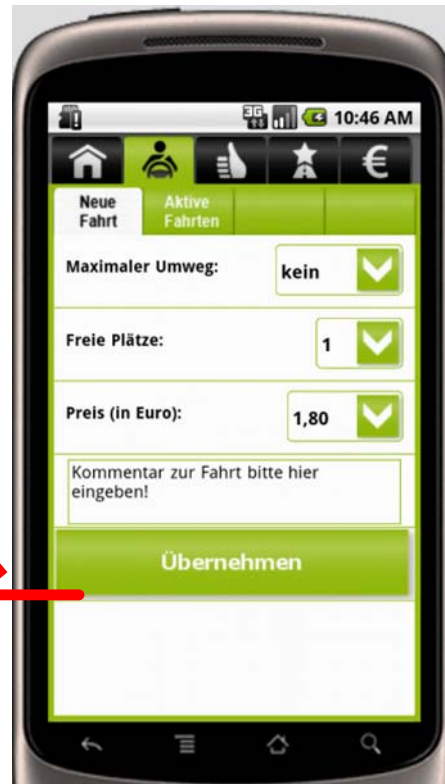 3G
10:46 AM
€
Neue
Fahrt
Aktive
Fahrten
Maximaler Umweg:
kein
Freie Plätze:
1
Preis (in Euro):
1,80
Kommentar zur Fahrt bitte hier
eingeben!
Übernehmen